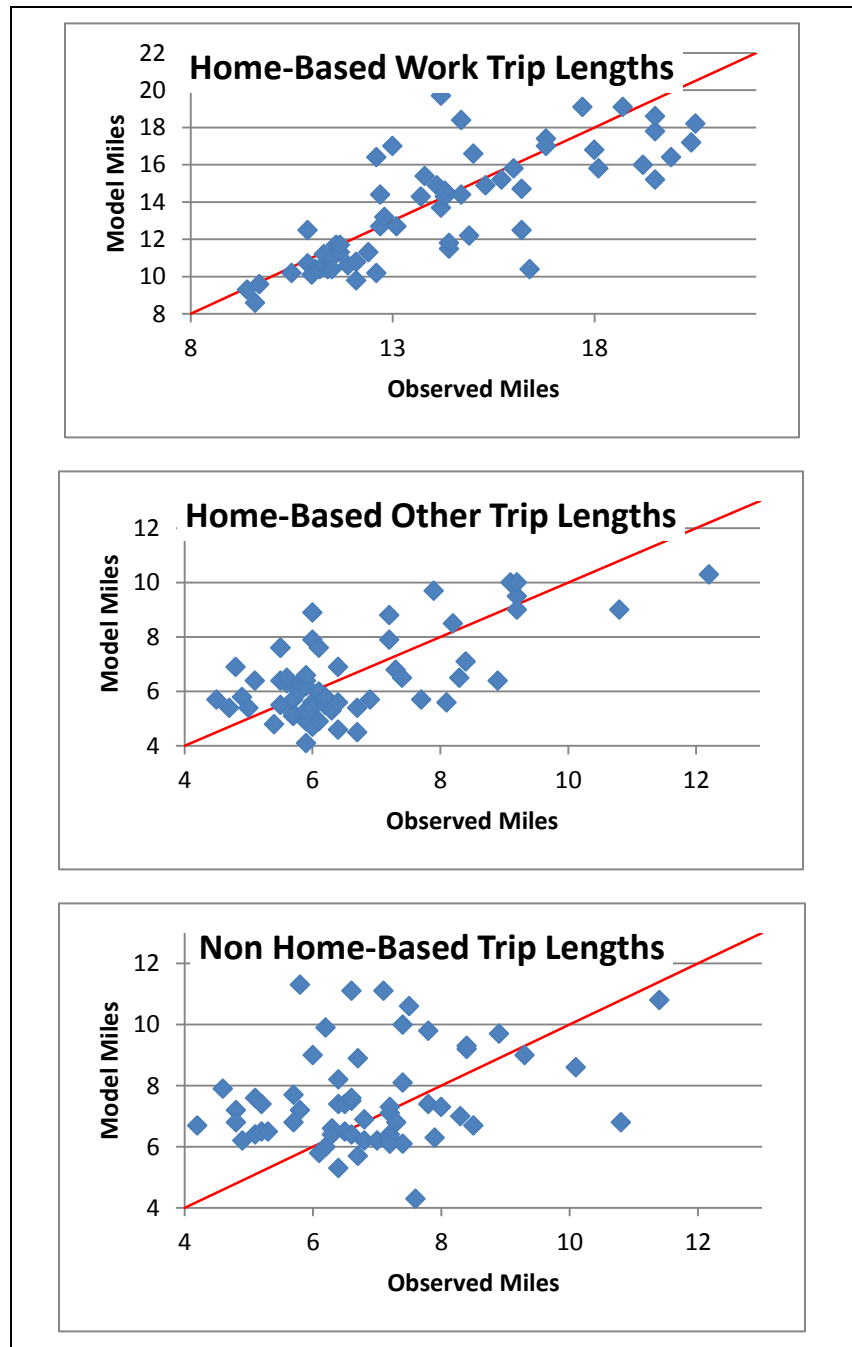 Home-Based Work Trip Lengths
Model Miles
22
20
18
16
14
12
10
8
8 13 18
Observed Miles
Home-Based Other Trip Lengths
Model Miles
12
10
8
6
4
4 6 8 10 12
Observed Miles
Non Home-Based Trip Lengths
Model Miles
12
10
8
6
4
4 6 8 10 12
Observed Miles